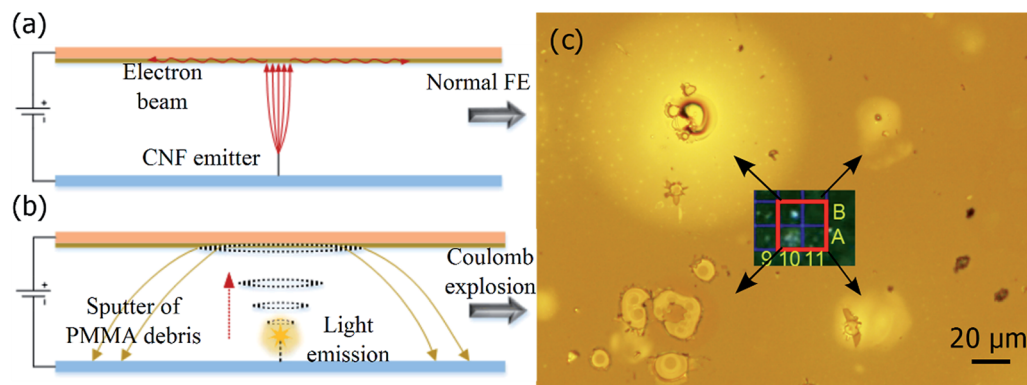 (a)
+
-
Electron
beam
CNF emitter
Normal FE
(b)
+
-
Sputter of
PMMA debris
Light
emission
Coulomb
explosion
(c)
B
A
9 10 11
20 µm